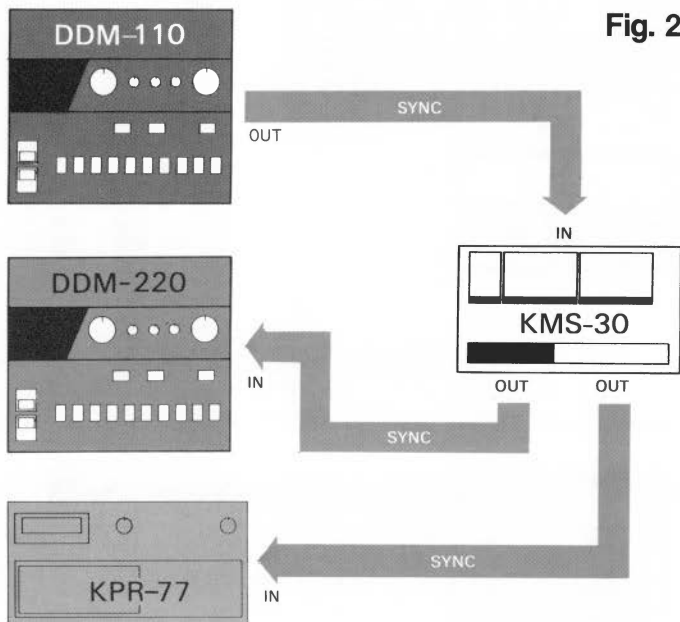 Fig. 2
DDM-110
SYNC
OUT
IN
KMS-30
OUT OUT
DDM-220
IN
SYNC
SYNC
KPR-77
IN